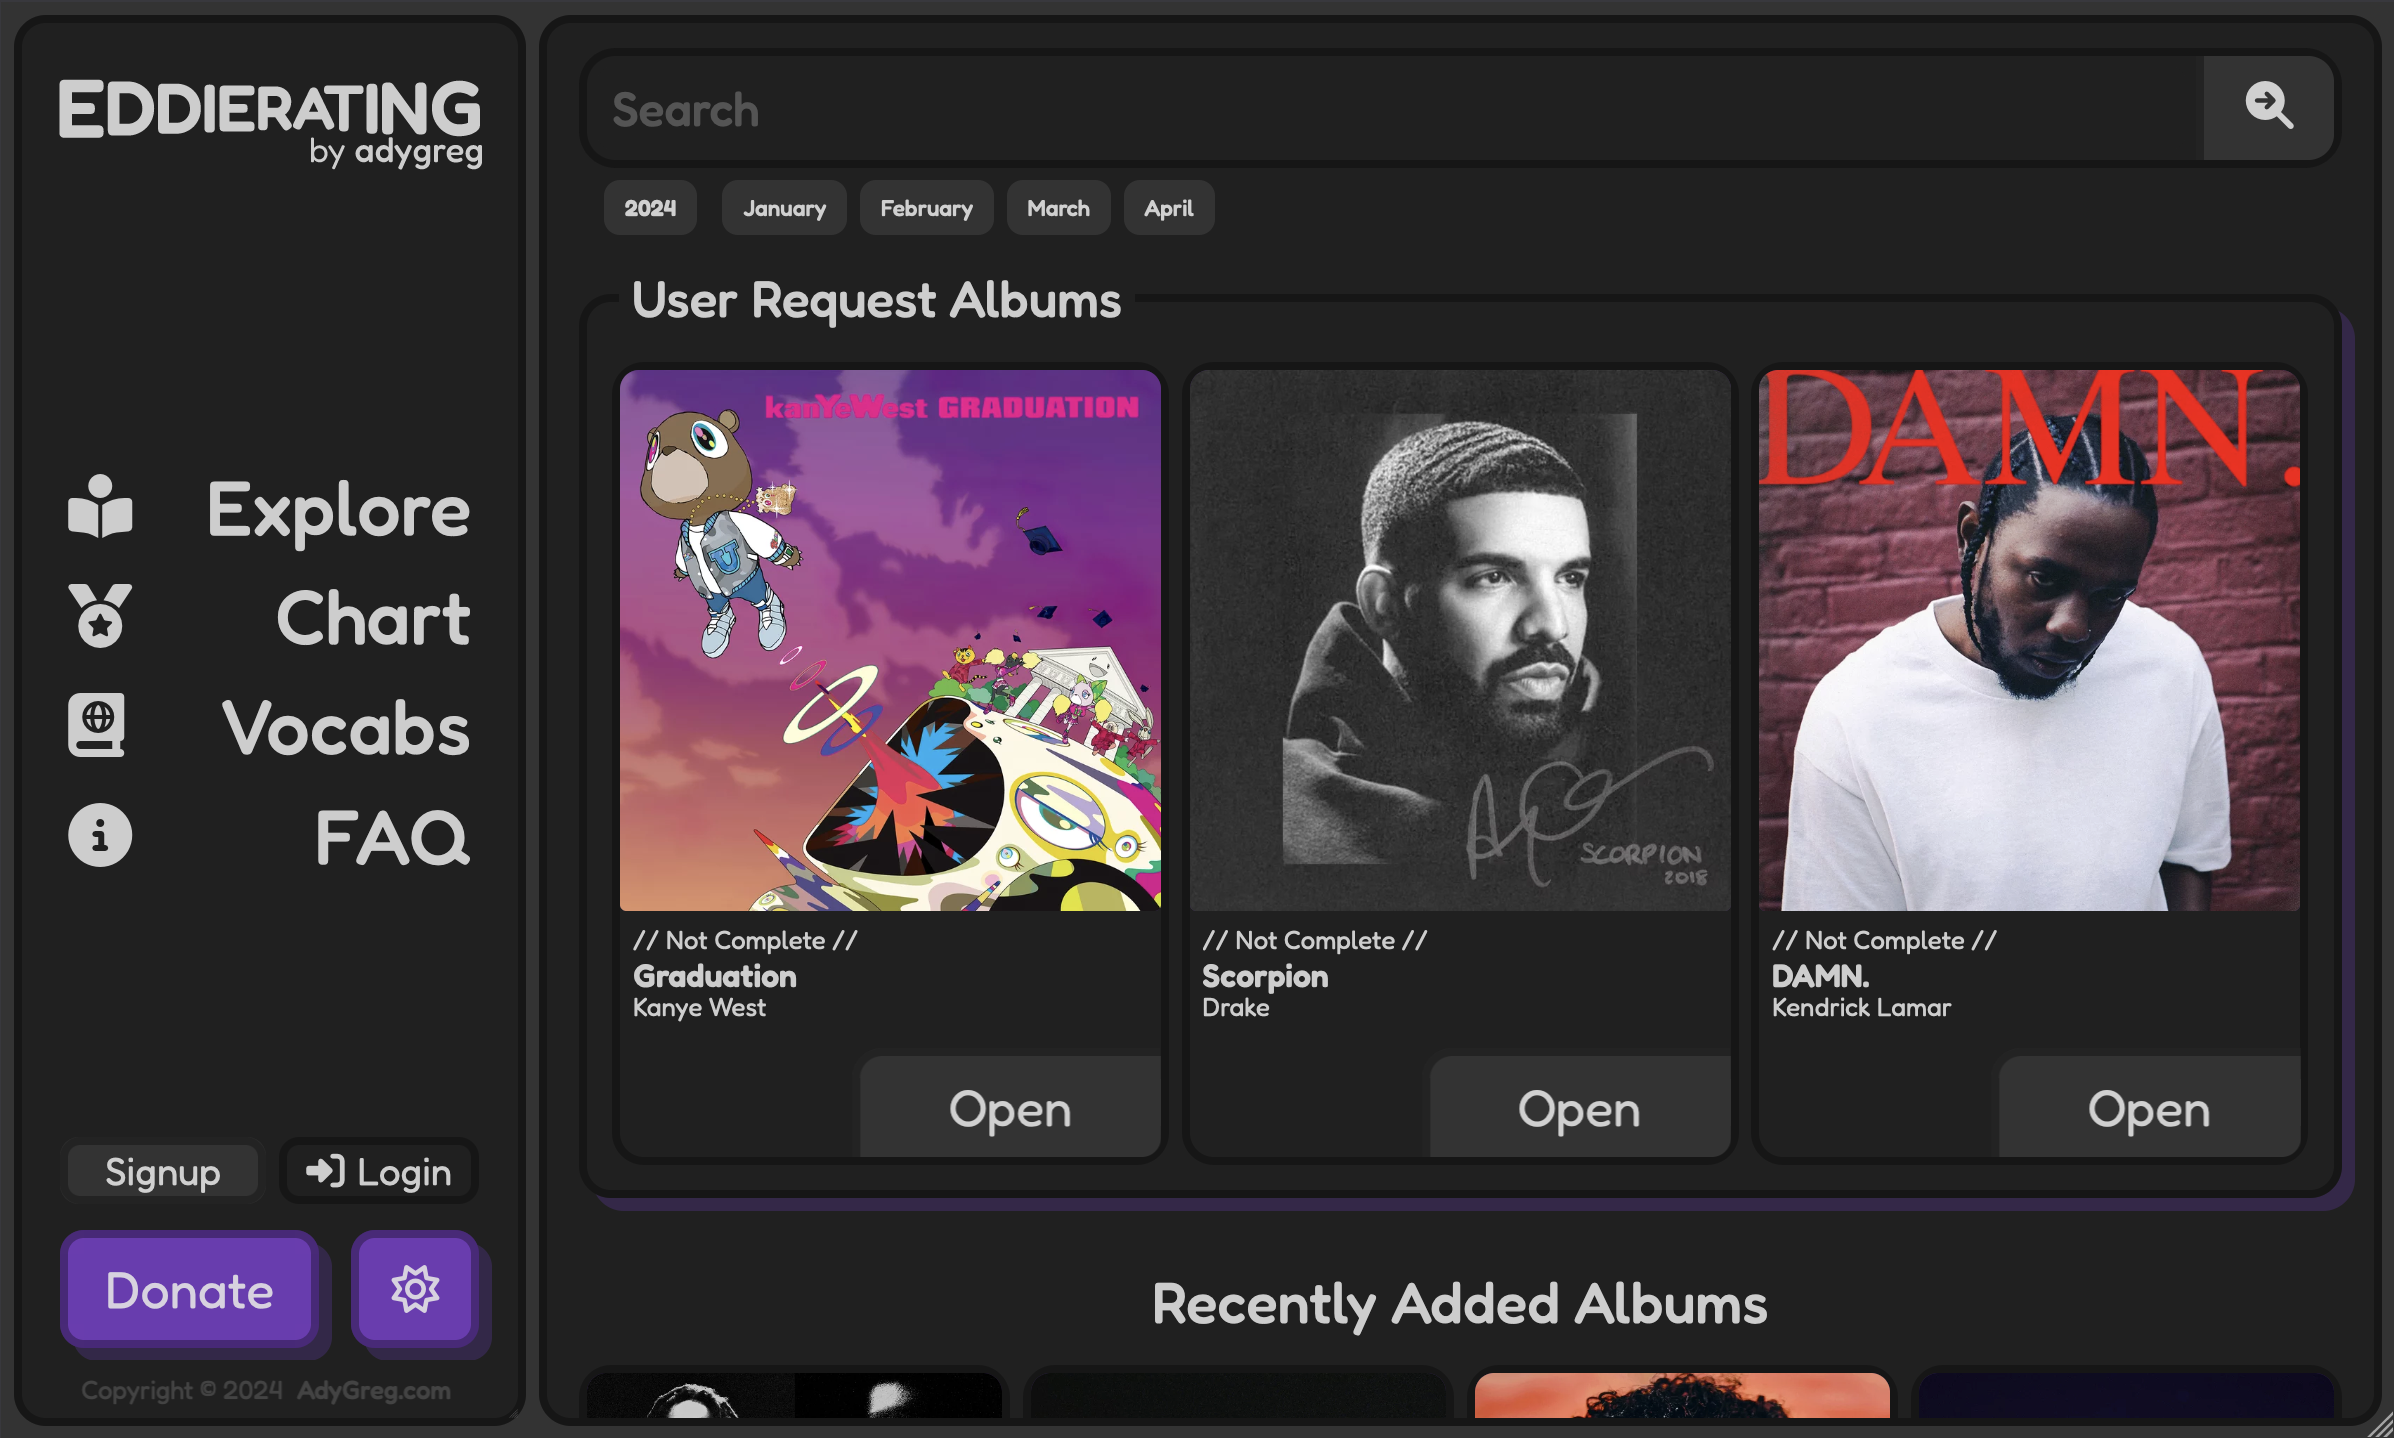 EDDIERATING
by adygreg
Explore
Chart
Vocabs
FAQ
Signup
Login
Donate
Copyright © 2024 AdyGreg.com
Search
2024 January February March April
User Request Albums
kanYeWest GRADUATION
U
// Not Complete //
Graduation
Kanye West
Open
SCORPION
2018
// Not Complete //
Scorpion
Drake
Open
DAMN.
// Not Complete //
DAMN.
Kendrick Lamar
Open
Recently Added Albums